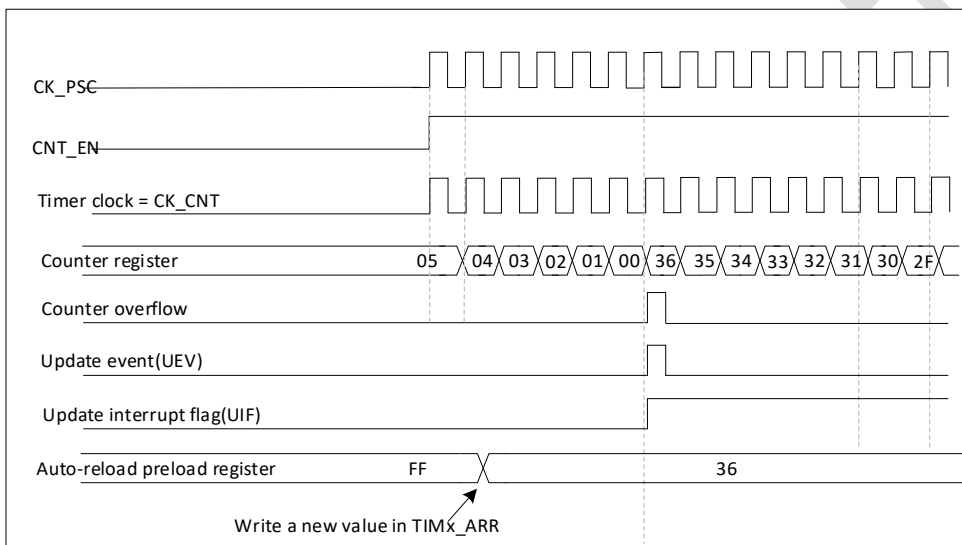 CK_PSC
CNT_EN
Timer clock = CK_CNT
Counter register 05 04 03 02 01 00 36 35 34 33 32 31 30 2F
Counter overflow
Update event(UEV)
Update interrupt flag(UIF)
Auto-reload preload register FF 36
Write a new value in TIMx_ARR